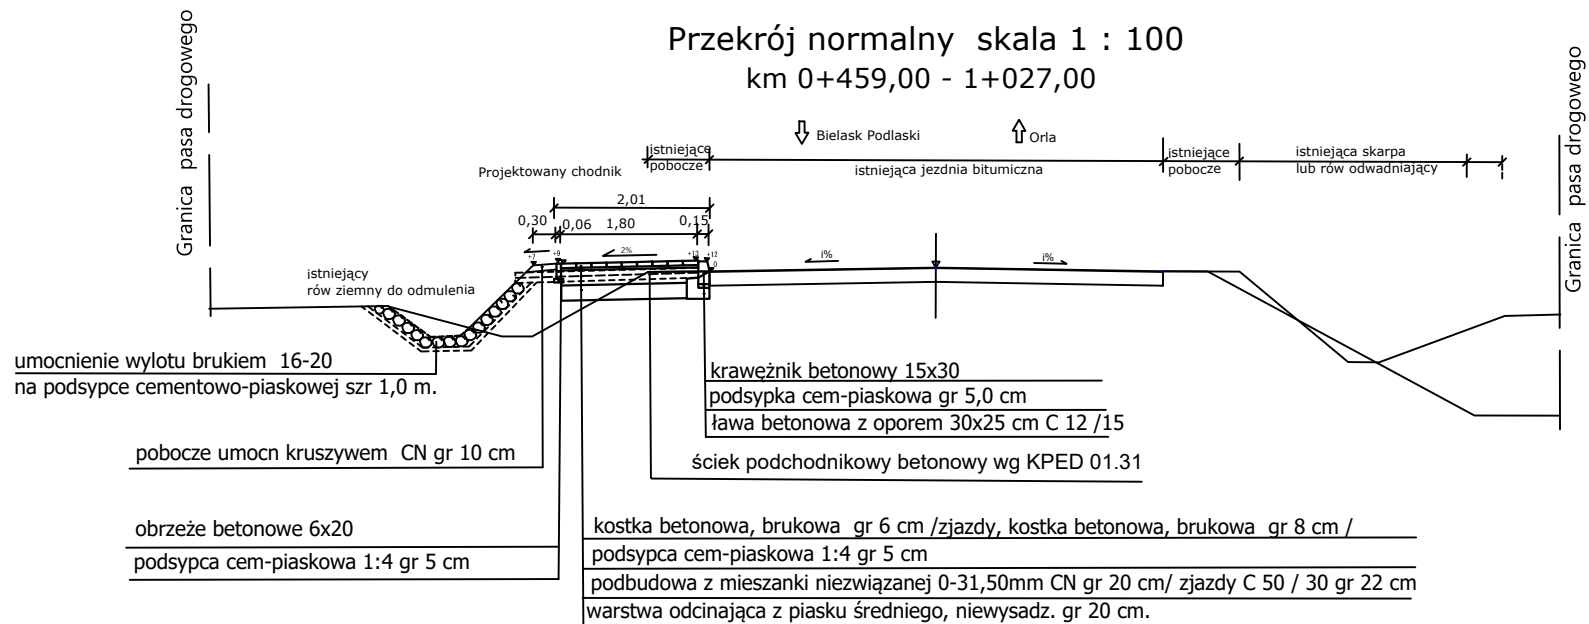 Przekrój normalny skala 1 : 100
km 0+459,00 - 1+027,00
Granica pasa drogowego
Granica pasa drogowego
Bielask Podlaski
Orla
istniejące
pobocze
istniejąca jezdnia bitumiczna
istniejące
pobocze
istniejąca skarpa
lub rów odwadniający
Projektowany chodnik
2,01
0,30
0,06
1,80
0,15
+7
+9
2%
+13
+12
0
i%
i%
istniejący
rów ziemny do odmulenia
umocnienie wylotu brukiem 16-20
na podsypce cementowo-piaskowej szr 1,0 m.
krawężnik betonowy 15x30
podsypka cem-piaskowa gr 5,0 cm
ława betonowa z oporem 30x25 cm C 12 /15
pobocze umocn kruszywem CN gr 10 cm
ściek podchodnikowy betonowy wg KPED 01.31
obrzeże betonowe 6x20
podsypca cem-piaskowa 1:4 gr 5 cm
kostka betonowa, brukowa gr 6 cm /zjazdy, kostka betonowa, brukowa gr 8 cm /
podsypca cem-piaskowa 1:4 gr 5 cm
podbudowa z mieszanki niezwiązanej 0-31,50mm CN gr 20 cm/ zjazdy C 50 / 30 gr 22 cm
warstwa odcinająca z piasku średniego, niewysadz. gr 20 cm.